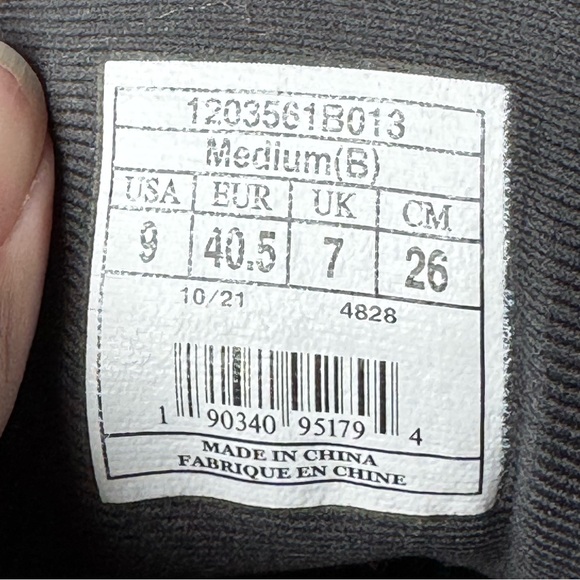 1203561B013
Medium(B)
USA EUR UK CM
9 40.5 7 26
10/21 4828
1 90340 95179 4
MADE IN CHINA
FABRIQUE EN CHINE